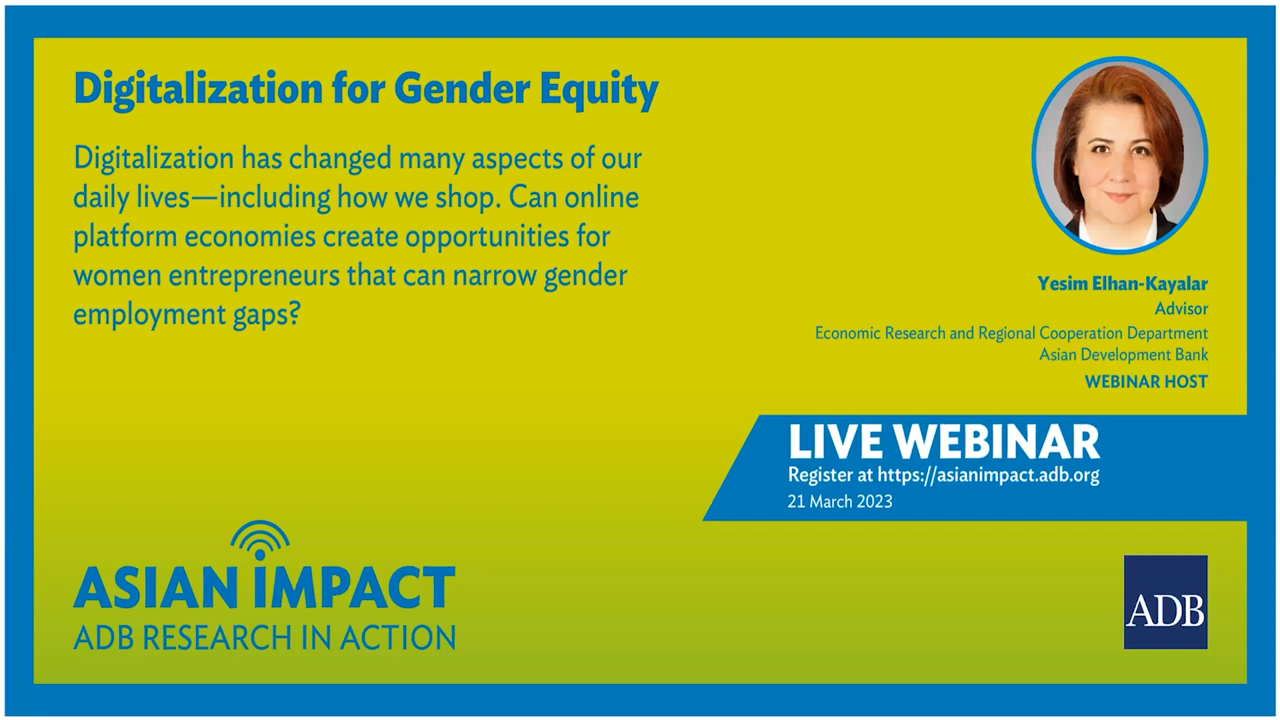 Digitalization for Gender Equity
Digitalization has changed many aspects of our
daily lives—including how we shop. Can online
platform economies create opportunities for
women entrepreneurs that can narrow gender
employment gaps?
Yesim Elhan-Kayalar
Advisor
Economic Research and Regional Cooperation Department
Asian Development Bank
WEBINAR HOST
LIVE WEBINAR
Register at https://asianimpact.adb.org
21 March 2023
ASIAN IMPACT
ADB RESEARCH IN ACTION
ADB